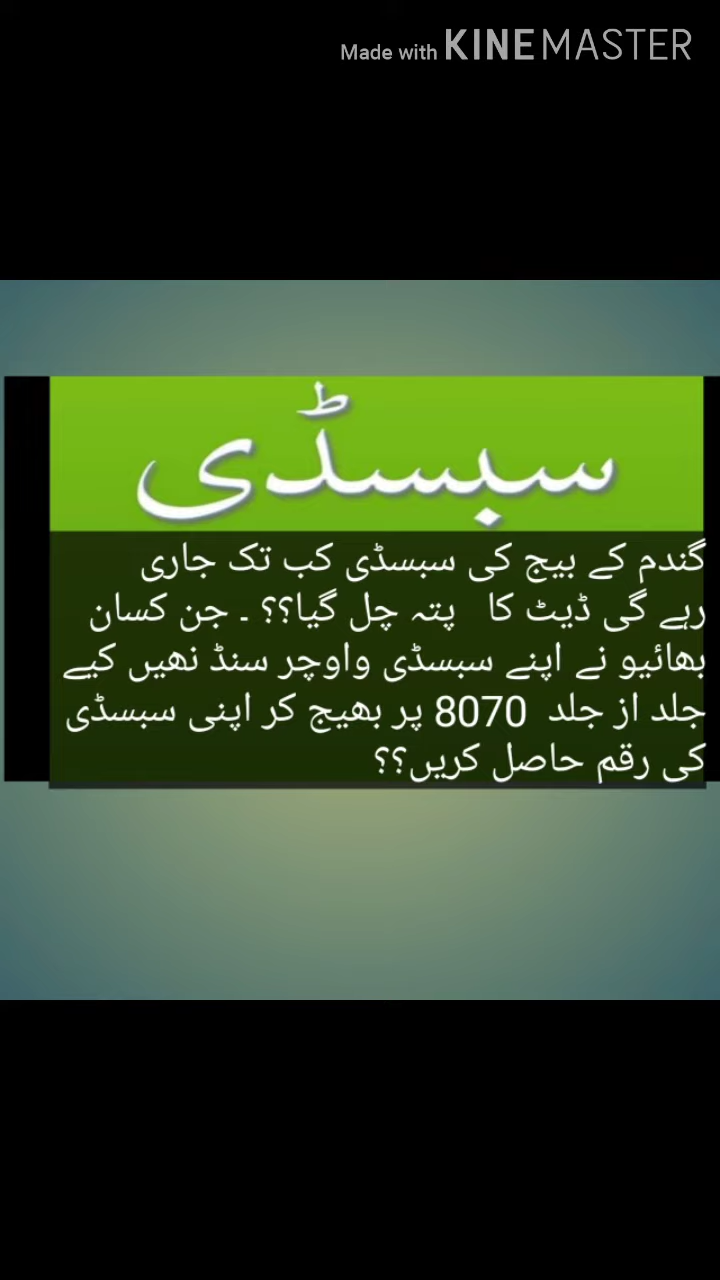 Made with KINEMASTER
سبسڈی
گندم کے بیج کی سبسڈی کب تک جاری
رہے گی ڈیٹ کا پتہ چل گیا؟؟ ۔ جن کسان
بھائیو نے اپنے سبسڈی واوچر سنڈ نھیں کیے
جلد از جلد 8070 پر بھیج کر اپنی سبسڈی
کی رقم حاصل کریں؟؟